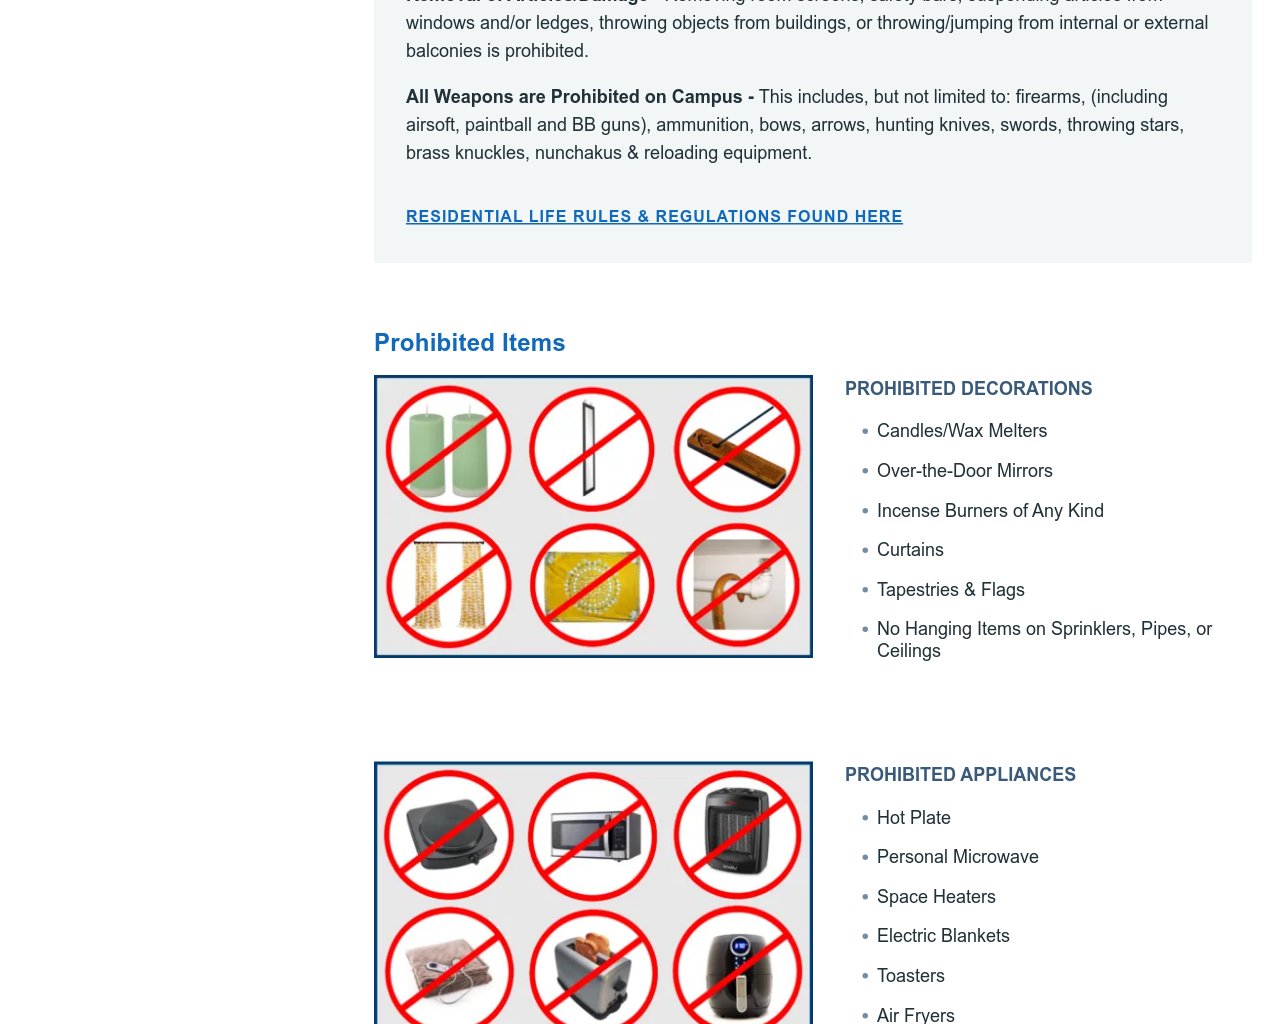 windows and/or ledges, throwing objects from buildings, or throwing/jumping from internal or external
balconies is prohibited.
All Weapons are Prohibited on Campus - This includes, but not limited to: firearms, (including
airsoft, paintball and BB guns), ammunition, bows, arrows, hunting knives, swords, throwing stars,
brass knuckles, nunchakus & reloading equipment.
RESIDENTIAL LIFE RULES & REGULATIONS FOUND HERE
Prohibited Items
PROHIBITED DECORATIONS
Candles/Wax Melters
Over-the-Door Mirrors
Incense Burners of Any Kind
Curtains
Tapestries & Flags
No Hanging Items on Sprinklers, Pipes, or
Ceilings
PROHIBITED APPLIANCES
Hot Plate
Personal Microwave
Space Heaters
Electric Blankets
Toasters
Air Fryers